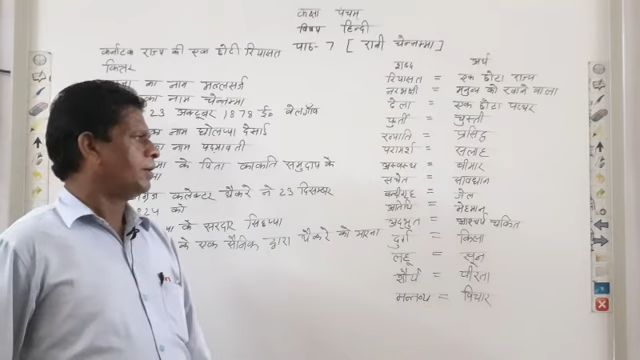 कक्षा पंचम
विषय हिन्दी
पाठ-7 [ रानी चेन्नम्मा ]
कर्नाटक राज्य की एक छोटी रियासत
कित्तूर
का नाम मल्लसर्ज
का नाम चेन्नम्मा
23 अक्टूबर 1878 ई० बेलगाँव
का नाम धोलप्पा देसाई
का नाम पद्मावती
के पिता काकति समुदाय के
कलेक्टर थैकरे ने 23 दिसम्बर
24 को
के सरदार सिद्दप्पा
के एक सैनिक द्वारा थैकरे को मारना
शब्द अर्थ
रियासत = एक छोटा राज्य
नरभक्षी = मनुष्य को खाने वाला
ढेला = एक छोटा पत्थर
फुर्ती = चुस्ती
ख्याति = प्रसिद्ध
परामर्श = सलाह
अस्वस्थ = बीमार
सचेत = सावधान
बन्दीगृह = जेल
अतिथि = मेहमान
अद्भुत = आश्चर्य चकित
दुर्ग = किला
लहू = खून
शौर्य = वीरता
मन्तव्य = विचार